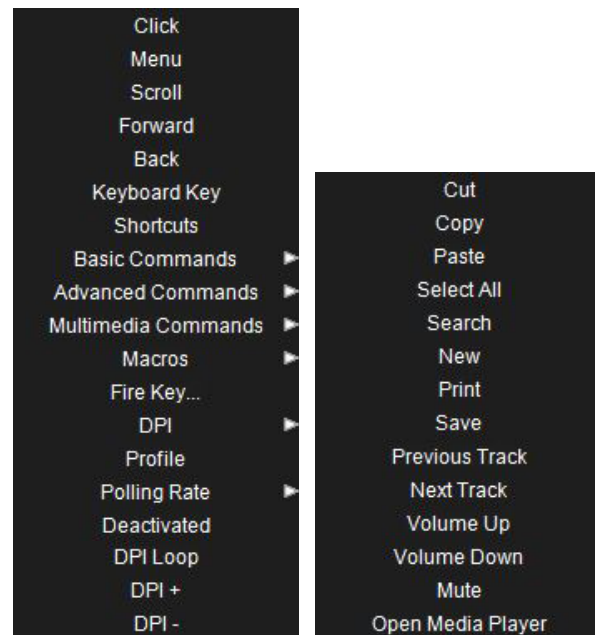 Click
Menu
Scroll
Forward
Back
Keyboard Key
Shortcuts
Basic Commands
Advanced Commands
Multimedia Commands
Macros
Fire Key...
DPI
Profile
Polling Rate
Deactivated
DPI Loop
DPI +
DPI -
Cut
Copy
Paste
Select All
Search
New
Print
Save
Previous Track
Next Track
Volume Up
Volume Down
Mute
Open Media Player